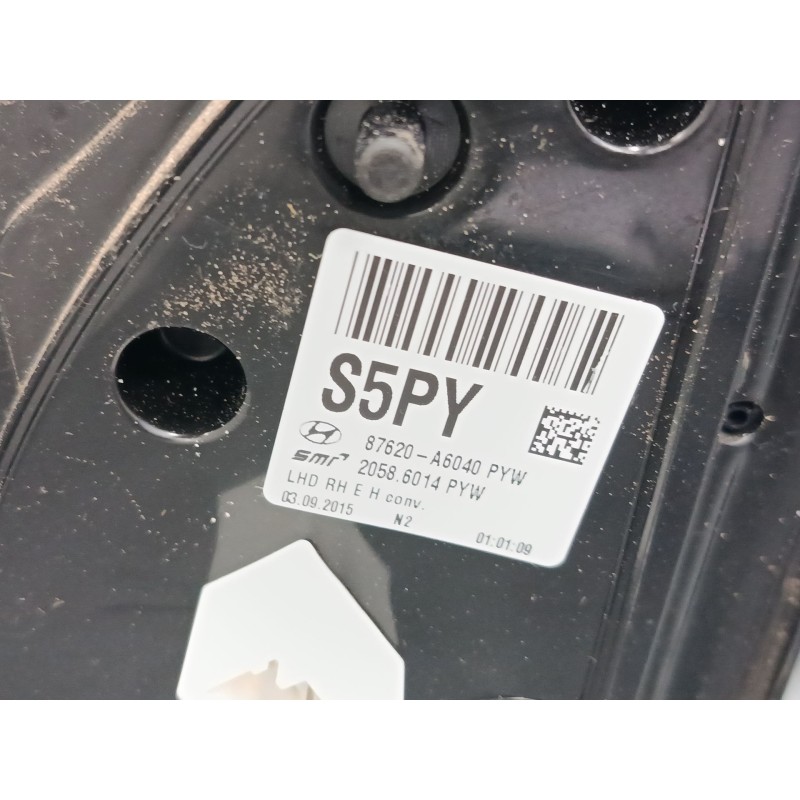 S5PY
87620-A6040 PYW
smr 2058.6014 PYW
LHD RH E H conv.
03.09.2015 N2 01:01:09